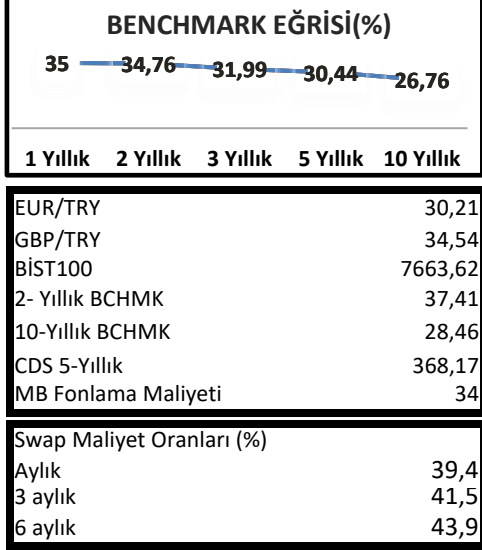 BENCHMARK EĞRİSİ(%)
35 34,76 31,99 30,44 26,76
1 Yıllık 2 Yıllık 3 Yıllık 5 Yıllık 10 Yıllık
EUR/TRY 30,21
GBP/TRY 34,54
BİST100 7663,62
2- Yıllık BCHMK 37,41
10-Yıllık BCHMK 28,46
CDS 5-Yıllık 368,17
MB Fonlama Maliyeti 34
Swap Maliyet Oranları (%)
Aylık 39,4
3 aylık 41,5
6 aylık 43,9